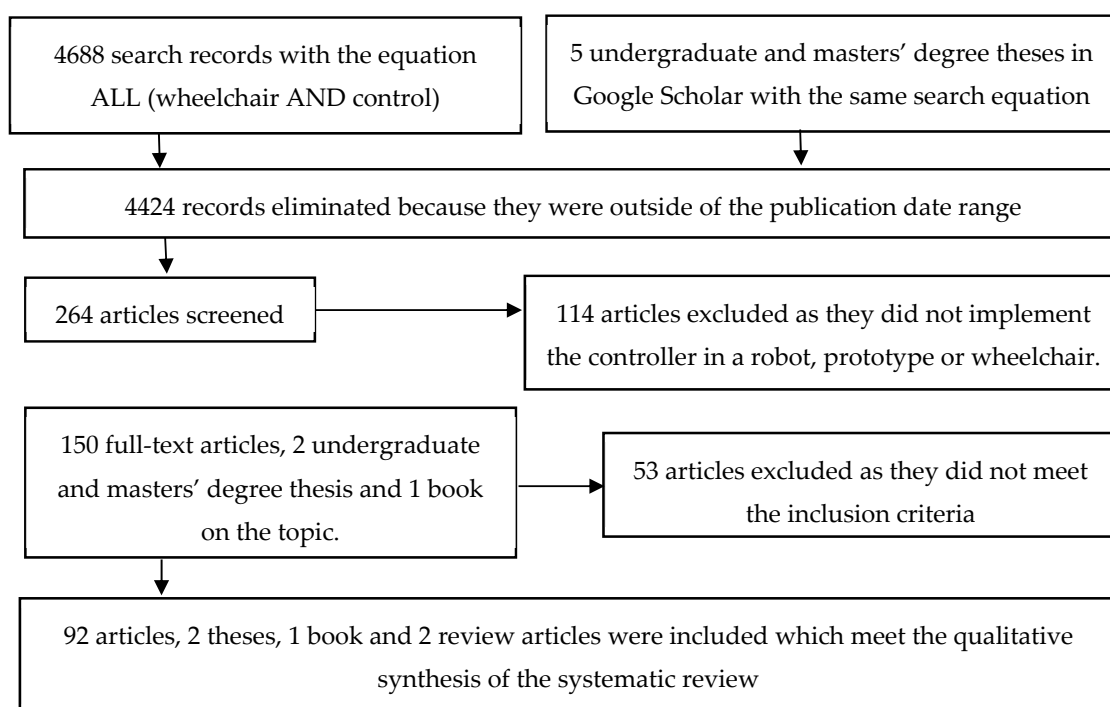 4688 search records with the equation
ALL (wheelchair AND control)
5 undergraduate and masters’ degree theses in
Google Scholar with the same search equation
4424 records eliminated because they were outside of the publication date range
264 articles screened
114 articles excluded as they did not implement
the controller in a robot, prototype or wheelchair.
150 full-text articles, 2 undergraduate
and masters’ degree thesis and 1 book
on the topic.
53 articles excluded as they did not meet
the inclusion criteria
92 articles, 2 theses, 1 book and 2 review articles were included which meet the qualitative
synthesis of the systematic review